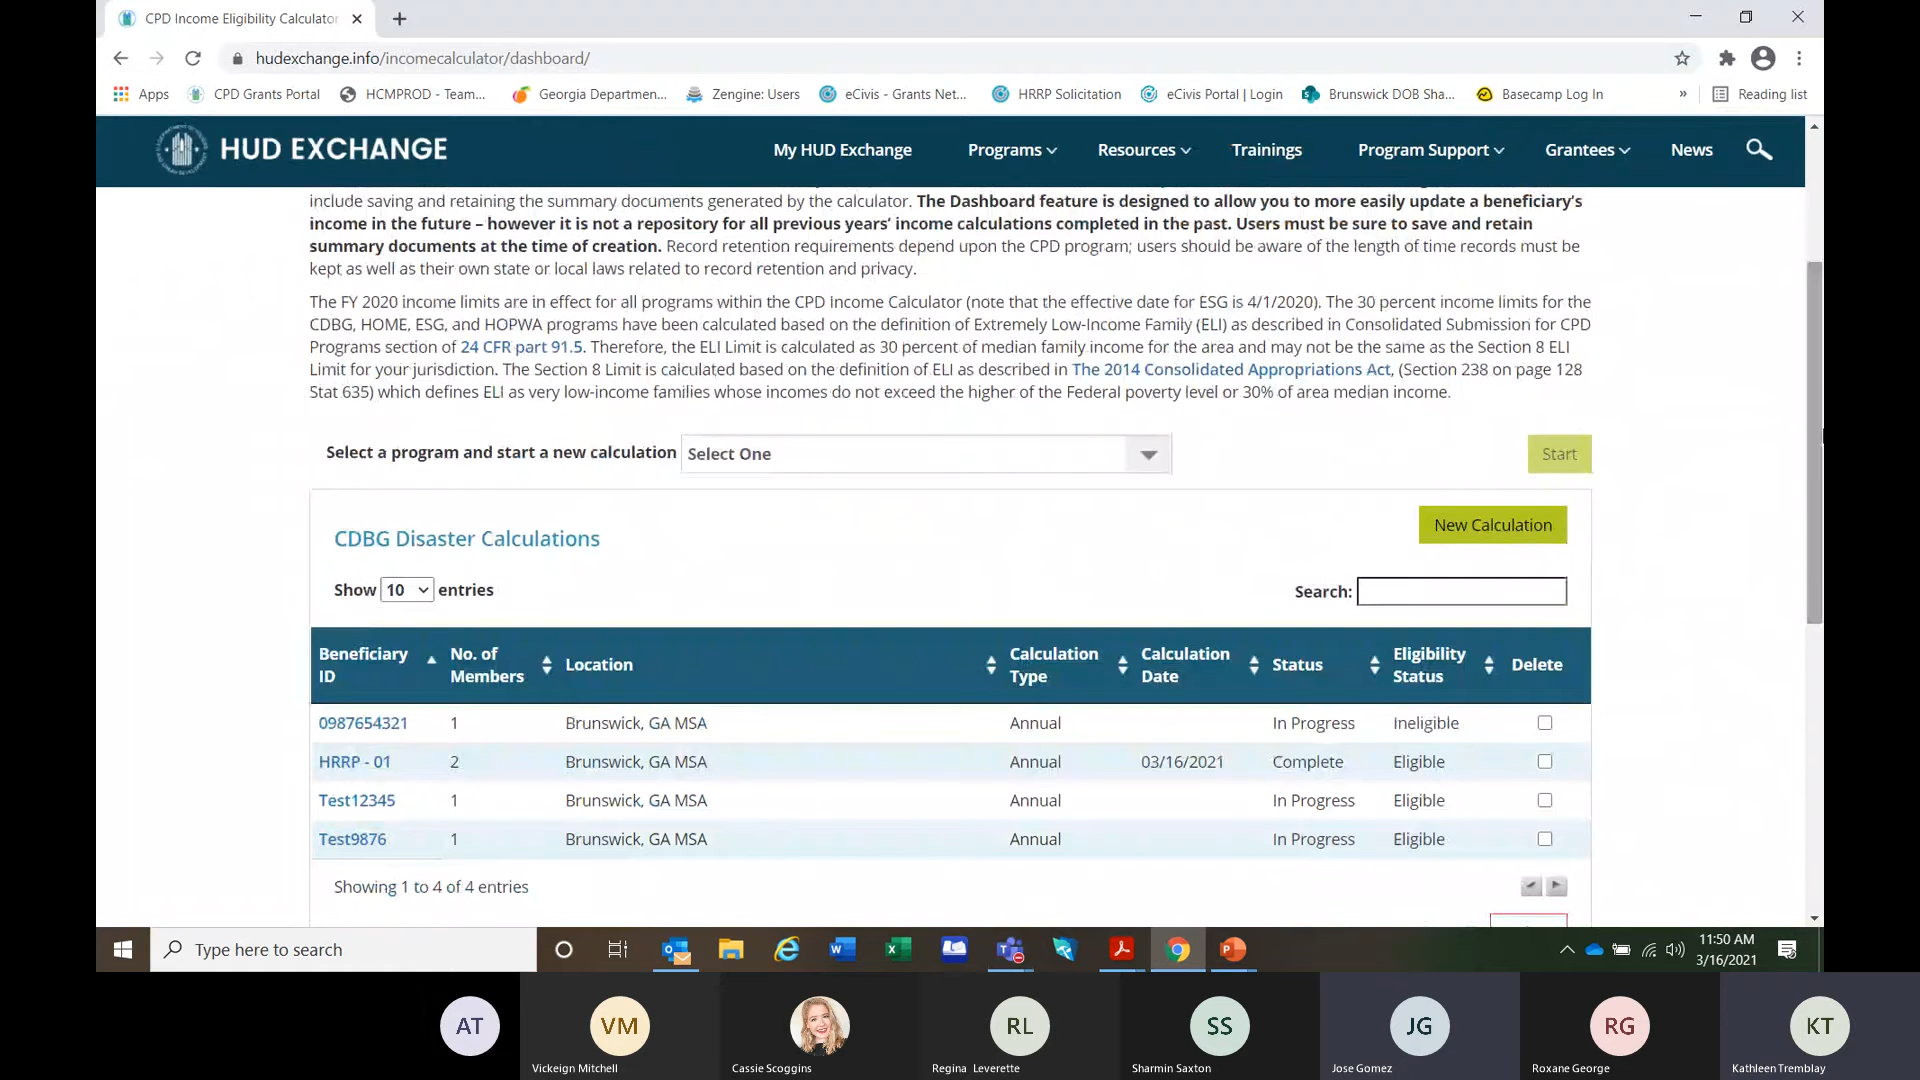 CPD Income Eligibility Calculator
hudexchange.info/incomecalculator/dashboard/
Apps CPD Grants Portal HCMPROD - Team... Georgia Departmen... Zengine: Users eCivis - Grants Net... HRRP Solicitation eCivis Portal | Login Brunswick DOB Sha... Basecamp Log In » Reading list
HUD EXCHANGE My HUD Exchange Programs Resources Trainings Program Support Grantees News
include saving and retaining the summary documents generated by the calculator. The Dashboard feature is designed to allow you to more easily update a beneficiary's
income in the future – however it is not a repository for all previous years' income calculations completed in the past. Users must be sure to save and retain
summary documents at the time of creation. Record retention requirements depend upon the CPD program; users should be aware of the length of time records must be
kept as well as their own state or local laws related to record retention and privacy.
The FY 2020 income limits are in effect for all programs within the CPD Income Calculator (note that the effective date for ESG is 4/1/2020). The 30 percent income limits for the
CDBG, HOME, ESG, and HOPWA programs have been calculated based on the definition of Extremely Low-Income Family (ELI) as described in Consolidated Submission for CPD
Programs section of 24 CFR part 91.5. Therefore, the ELI Limit is calculated as 30 percent of median family income for the area and may not be the same as the Section 8 ELI
Limit for your jurisdiction. The Section 8 Limit is calculated based on the definition of ELI as described in The 2014 Consolidated Appropriations Act, (Section 238 on page 128
Stat 635) which defines ELI as very low-income families whose incomes do not exceed the higher of the Federal poverty level or 30% of area median income.
Select a program and start a new calculation Select One Start
New Calculation
CDBG Disaster Calculations
Show 10 entries Search:
Beneficiary ID No. of Members Location Calculation Type Calculation Date Status Eligibility Status Delete
0987654321 1 Brunswick, GA MSA Annual In Progress Ineligible
HRRP - 01 2 Brunswick, GA MSA Annual 03/16/2021 Complete Eligible
Test12345 1 Brunswick, GA MSA Annual In Progress Eligible
Test9876 1 Brunswick, GA MSA Annual In Progress Eligible
Showing 1 to 4 of 4 entries
Type here to search
11:50 AM
3/16/2021
AT VM RL SS JG RG KT
Vickeign Mitchell Cassie Scoggins Regina Leverette Sharmin Saxton Jose Gomez Roxane George Kathleen Tremblay